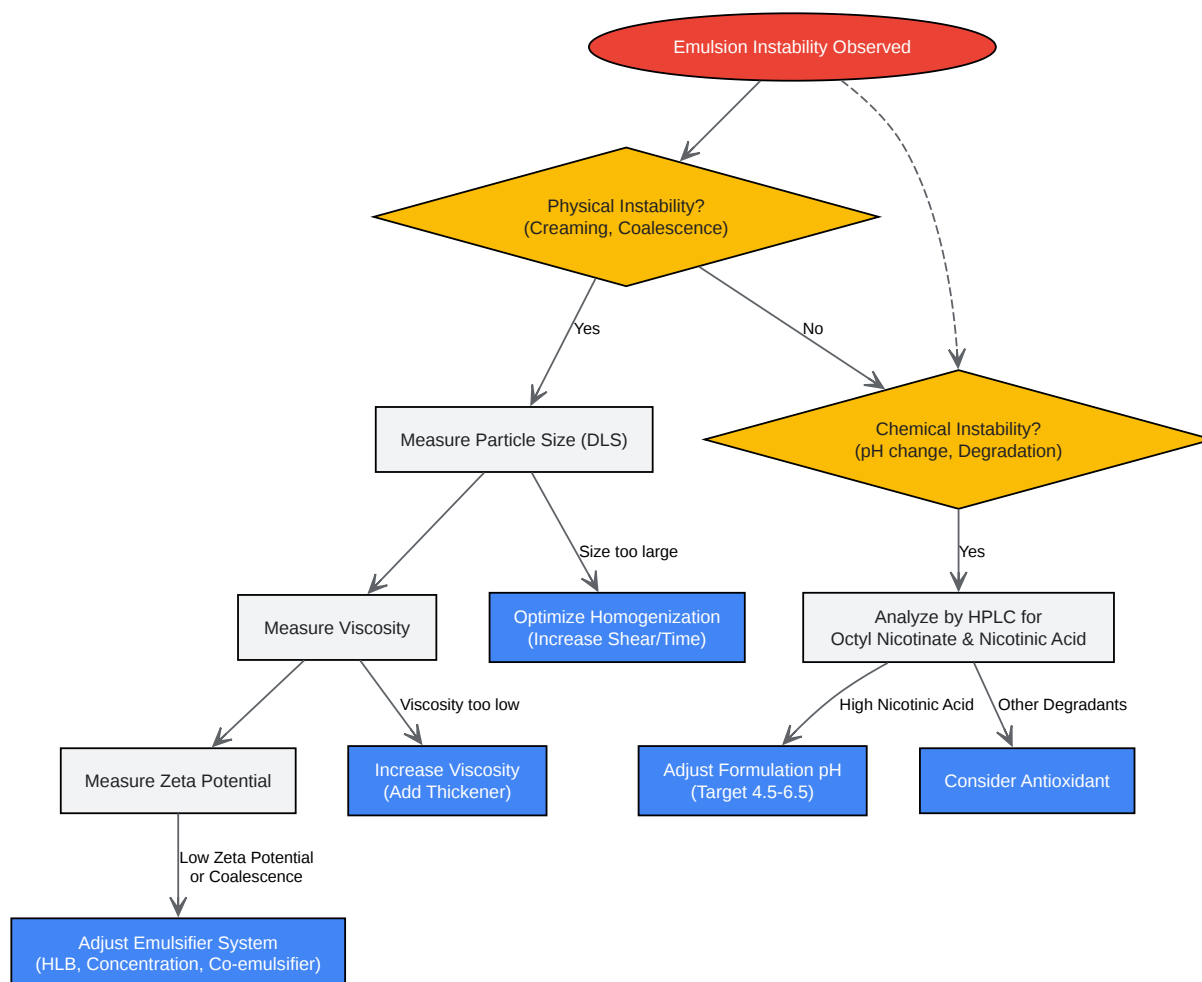 Emulsion Instability Observed
Physical Instability?
(Creaming, Coalescence)
Yes
No
Measure Particle Size (DLS)
Chemical Instability?
(pH change, Degradation)
Size too large
Yes
Measure Viscosity
Optimize Homogenization
(Increase Shear/Time)
Analyze by HPLC for
Octyl Nicotinate & Nicotinic Acid
Viscosity too low
High Nicotinic Acid
Other Degradants
Measure Zeta Potential
Increase Viscosity
(Add Thickener)
Adjust Formulation pH
(Target 4.5-6.5)
Consider Antioxidant
Low Zeta Potential
or Coalescence
Adjust Emulsifier System
(HLB, Concentration, Co-emulsifier)